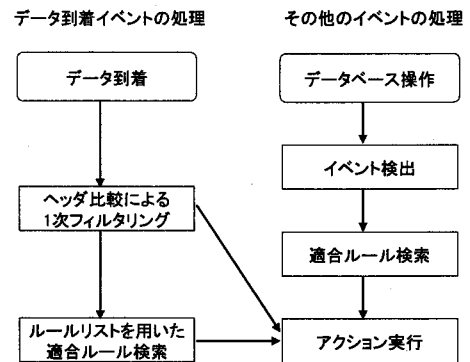 データ到着イベントの処理
データ到着
ヘッダ比較による
1次フィルタリング
ルールリストを用いた
適合ルール検索
その他のイベントの処理
データベース操作
イベント検出
適合ルール検索
アクション実行